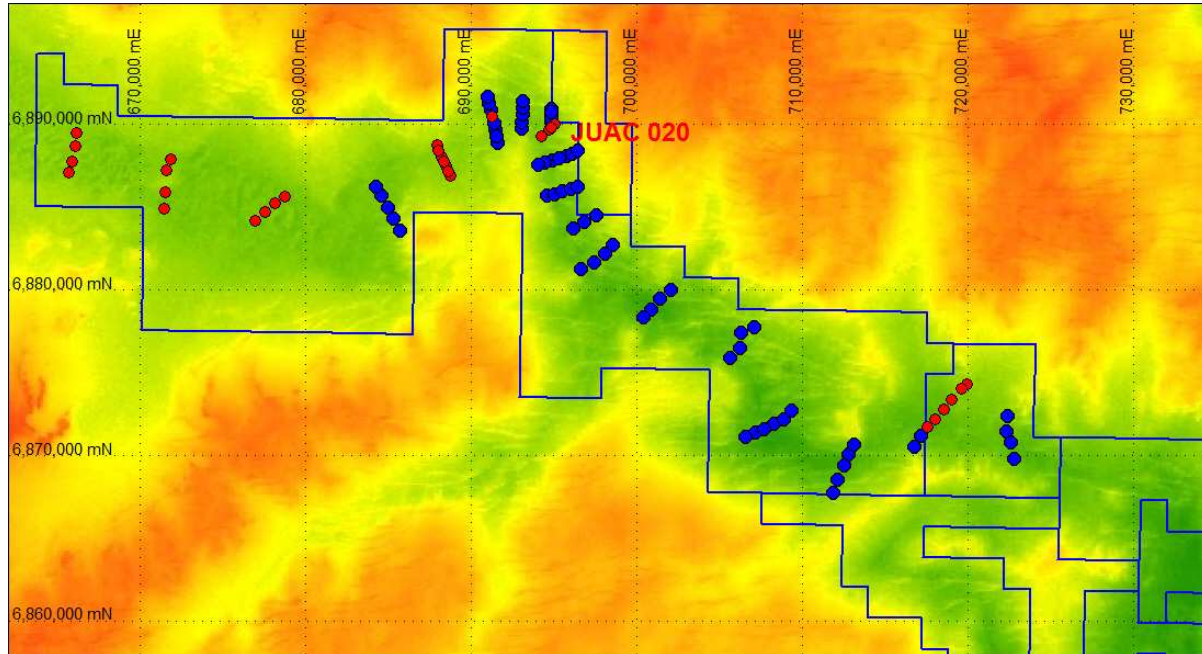 670,000 mE
680,000 mE
690,000 mE
700,000 mE
710,000 mE
720,000 mE
730,000 mE
6,890,000 mN
JUAC 020
6,880,000 mN
6,870,000 mN
6,860,000 mN